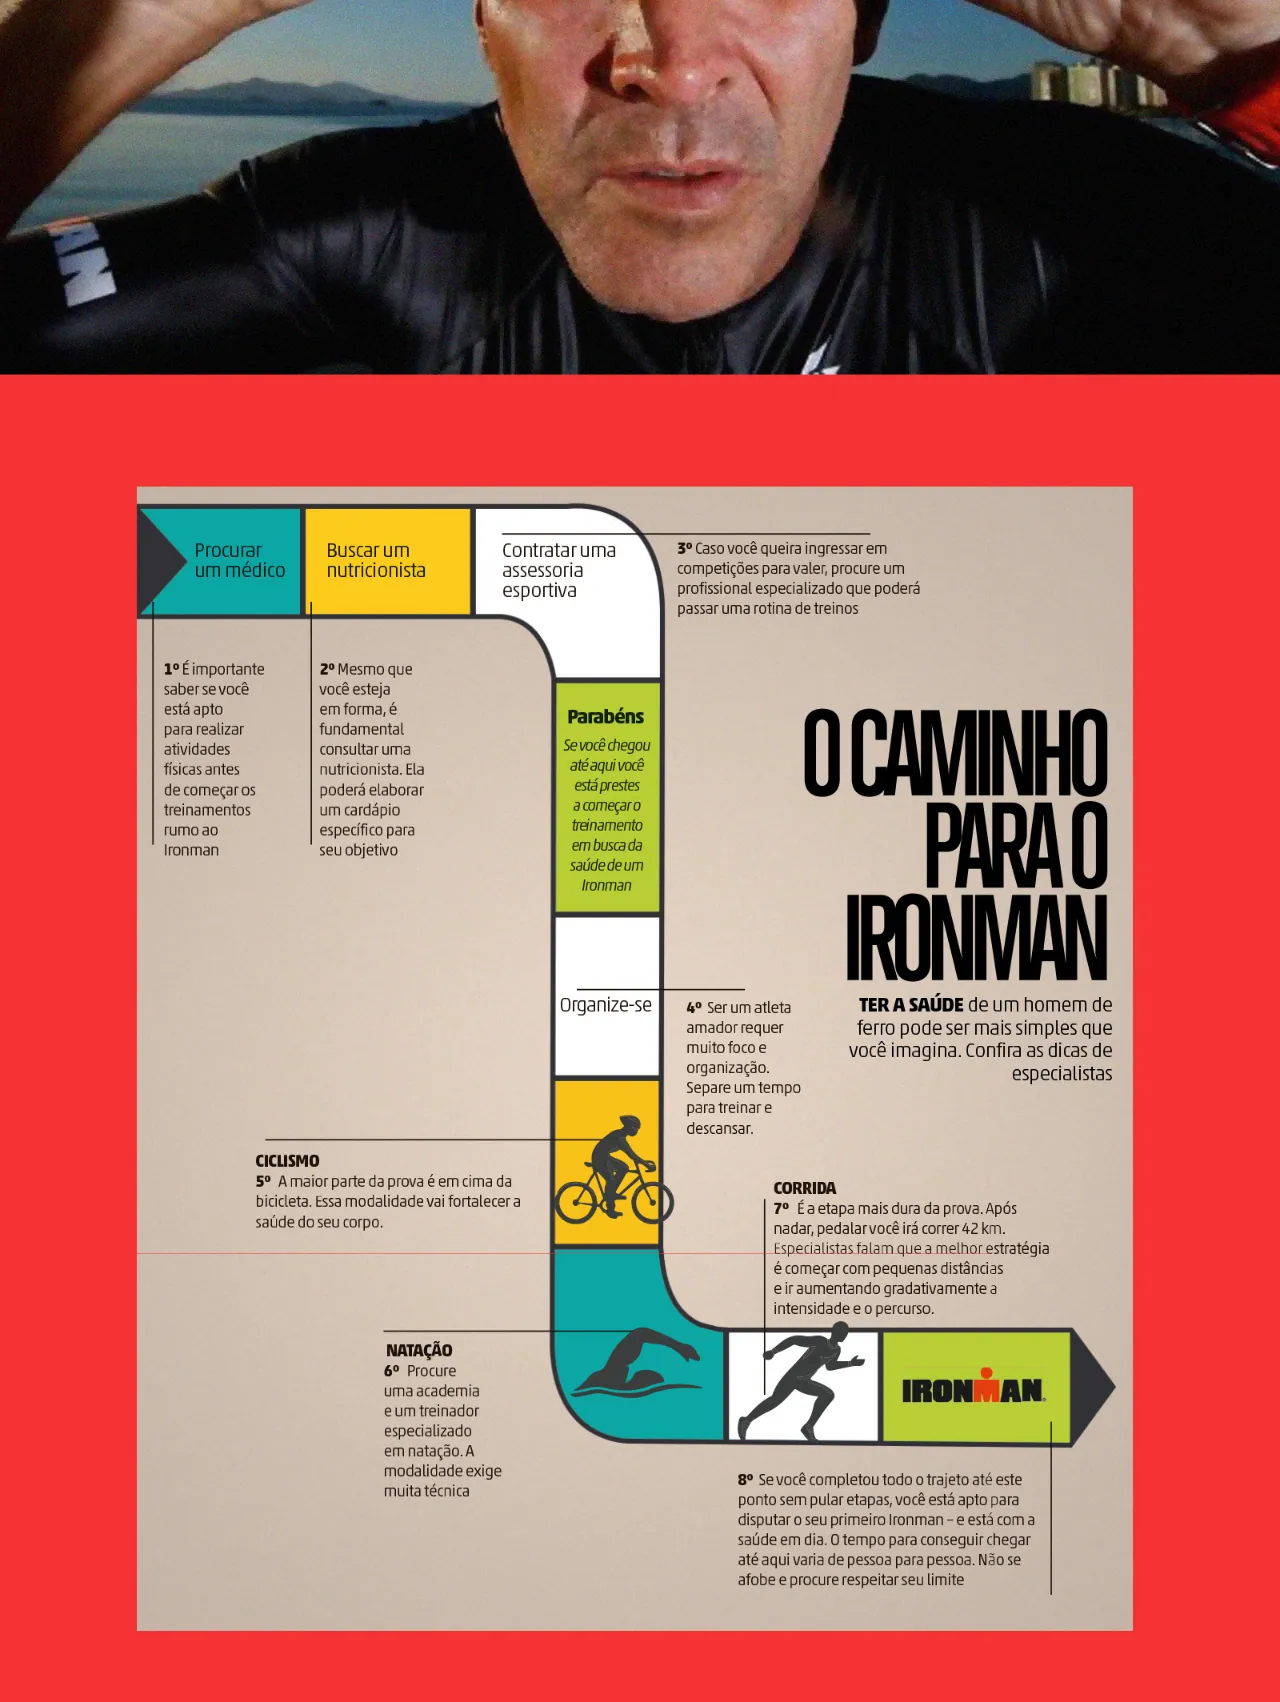 AN
Procurar
um médico
Buscar um
nutricionista
Contratar uma
assessoria
esportiva
3º Caso você queira ingressar em
competições para valer, procure um
profissional especializado que poderá
passar uma rotina de treinos
1º É importante
saber se você
está apto
para realizar
atividades
físicas antes
de começar os
treinamentos
rumo ao
Ironman
2º Mesmo que
você esteja
em forma, é
fundamental
consultar uma
nutricionista. Ela
poderá elaborar
um cardápio
específico para
seu objetivo
Parabéns
Se você chegou
até aqui você
está prestes
a começar o
treinamento
em busca da
saúde de um
Ironman
O CAMINHO
PARA O
IRONMAN
TER A SAÚDE de um homem de
ferro pode ser mais simples que
você imagina. Confira as dicas de
especialistas
Organize-se
4º Ser um atleta
amador requer
muito foco e
organização.
Separe um tempo
para treinar e
descansar.
CICLISMO
5º A maior parte da prova é em cima da
bicicleta. Essa modalidade vai fortalecer a
saúde do seu corpo.
CORRIDA
7º É a etapa mais dura da prova. Após
nadar, pedalar você irá correr 42 km.
Especialistas falam que a melhor estratégia
é começar com pequenas distâncias
e ir aumentando gradativamente a
intensidade e o percurso.
NATAÇÃO
6º Procure
uma academia
e um treinador
especializado
em natação. A
modalidade exige
muita técnica
IRONMAN
8º Se você completou todo o trajeto até este
ponto sem pular etapas, você está apto para
disputar o seu primeiro Ironman – e está com a
saúde em dia. O tempo para conseguir chegar
até aqui varia de pessoa para pessoa. Não se
afobe e procure respeitar seu limite